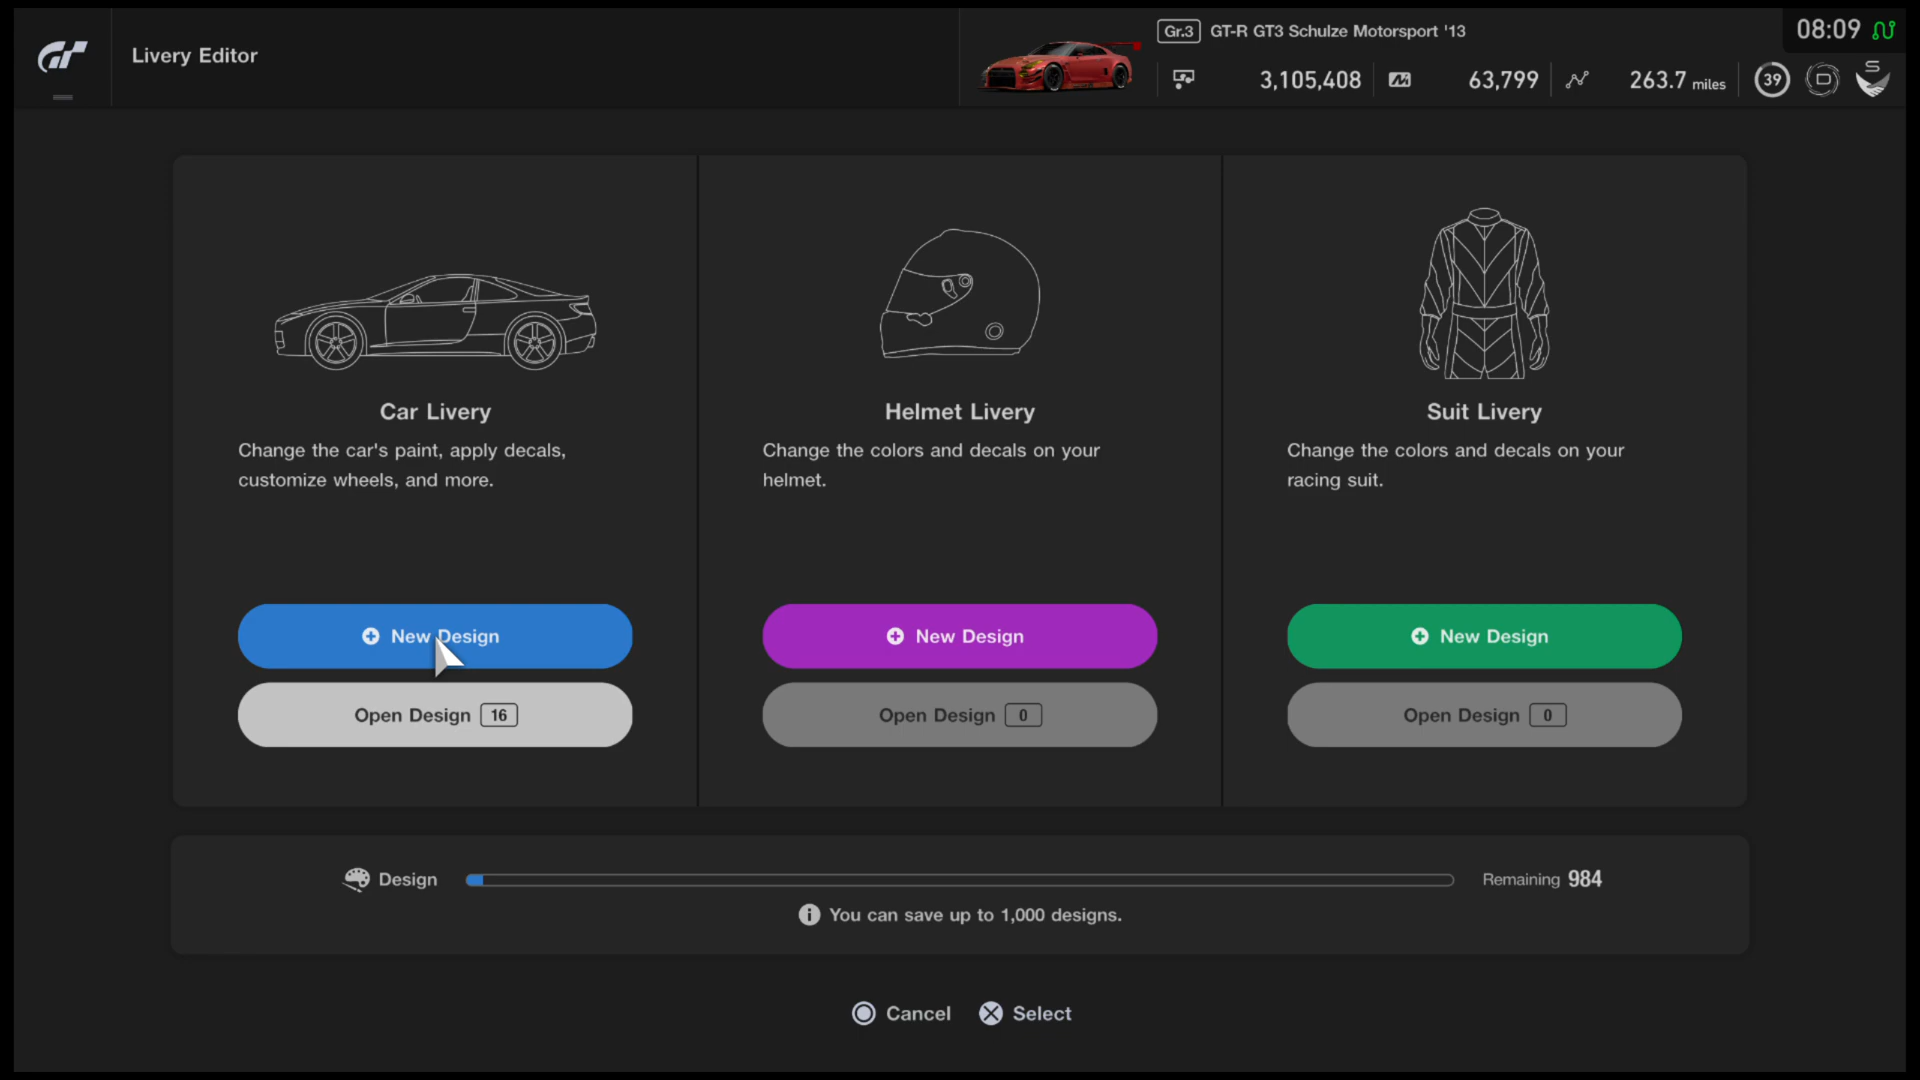 Livery Editor
Gr.3 GT-R GT3 Schulze Motorsport '13
08:09
3,105,408 63,799 263.7 miles 39 D S
Car Livery
Change the car's paint, apply decals,
customize wheels, and more.
New Design
Open Design 16
Helmet Livery
Change the colors and decals on your
helmet.
New Design
Open Design 0
Suit Livery
Change the colors and decals on your
racing suit.
New Design
Open Design 0
Design Remaining 984
You can save up to 1,000 designs.
Cancel Select